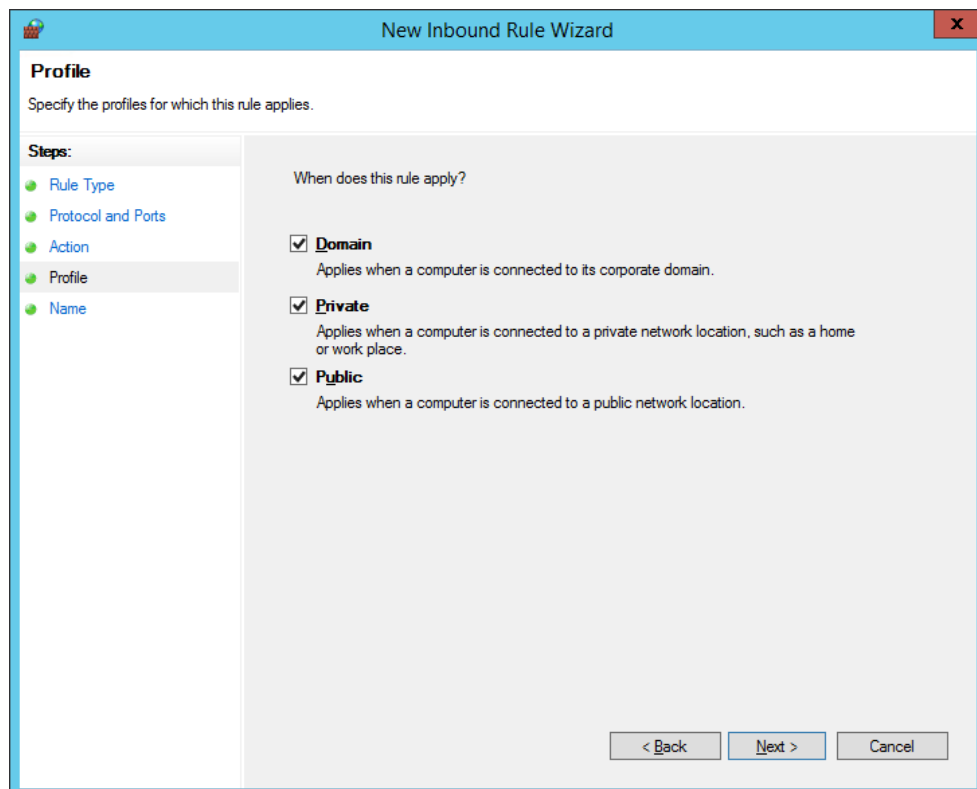 New Inbound Rule Wizard
x
Profile
Specify the profiles for which this rule applies.
Steps:
Rule Type
Protocol and Ports
Action
Profile
Name
When does this rule apply?
Domain
Applies when a computer is connected to its corporate domain.
Private
Applies when a computer is connected to a private network location, such as a home
or work place.
Public
Applies when a computer is connected to a public network location.
< Back
Next >
Cancel